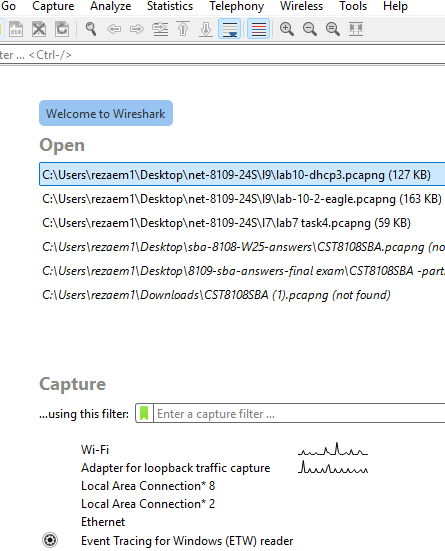 Go Capture Analyze Statistics Telephony Wireless Tools Help
ter ... <Ctrl-/>
Welcome to Wireshark
Open
C:\Users\rezaem1\Desktop\net-8109-24S\l9\lab10-dhcp3.pcapng (127 KB)
C:\Users\rezaem1\Desktop\net-8109-24S\l9\lab-10-2-eagle.pcapng (163 KB)
C:\Users\rezaem1\Desktop\net-8109-24S\l7\lab7 task4.pcapng (59 KB)
C:\Users\rezaem1\Desktop\sba-8108-W25-answers\CST8108SBA.pcapng (no
C:\Users\rezaem1\Desktop\8109-sba-answers-final exam\CST8108SBA -part
C:\Users\rezaem1\Downloads\CST8108SBA (1).pcapng (not found)
Capture
...using this filter: Enter a capture filter ...
Wi-Fi
Adapter for loopback traffic capture
Local Area Connection* 8
Local Area Connection* 2
Ethernet
Event Tracing for Windows (ETW) reader